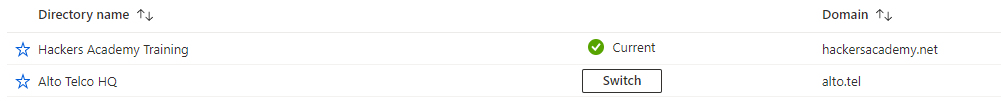 Directory name ↑↓ Domain ↑↓
Hackers Academy Training Current hackersacademy.net
Alto Telco HQ Switch alto.tel